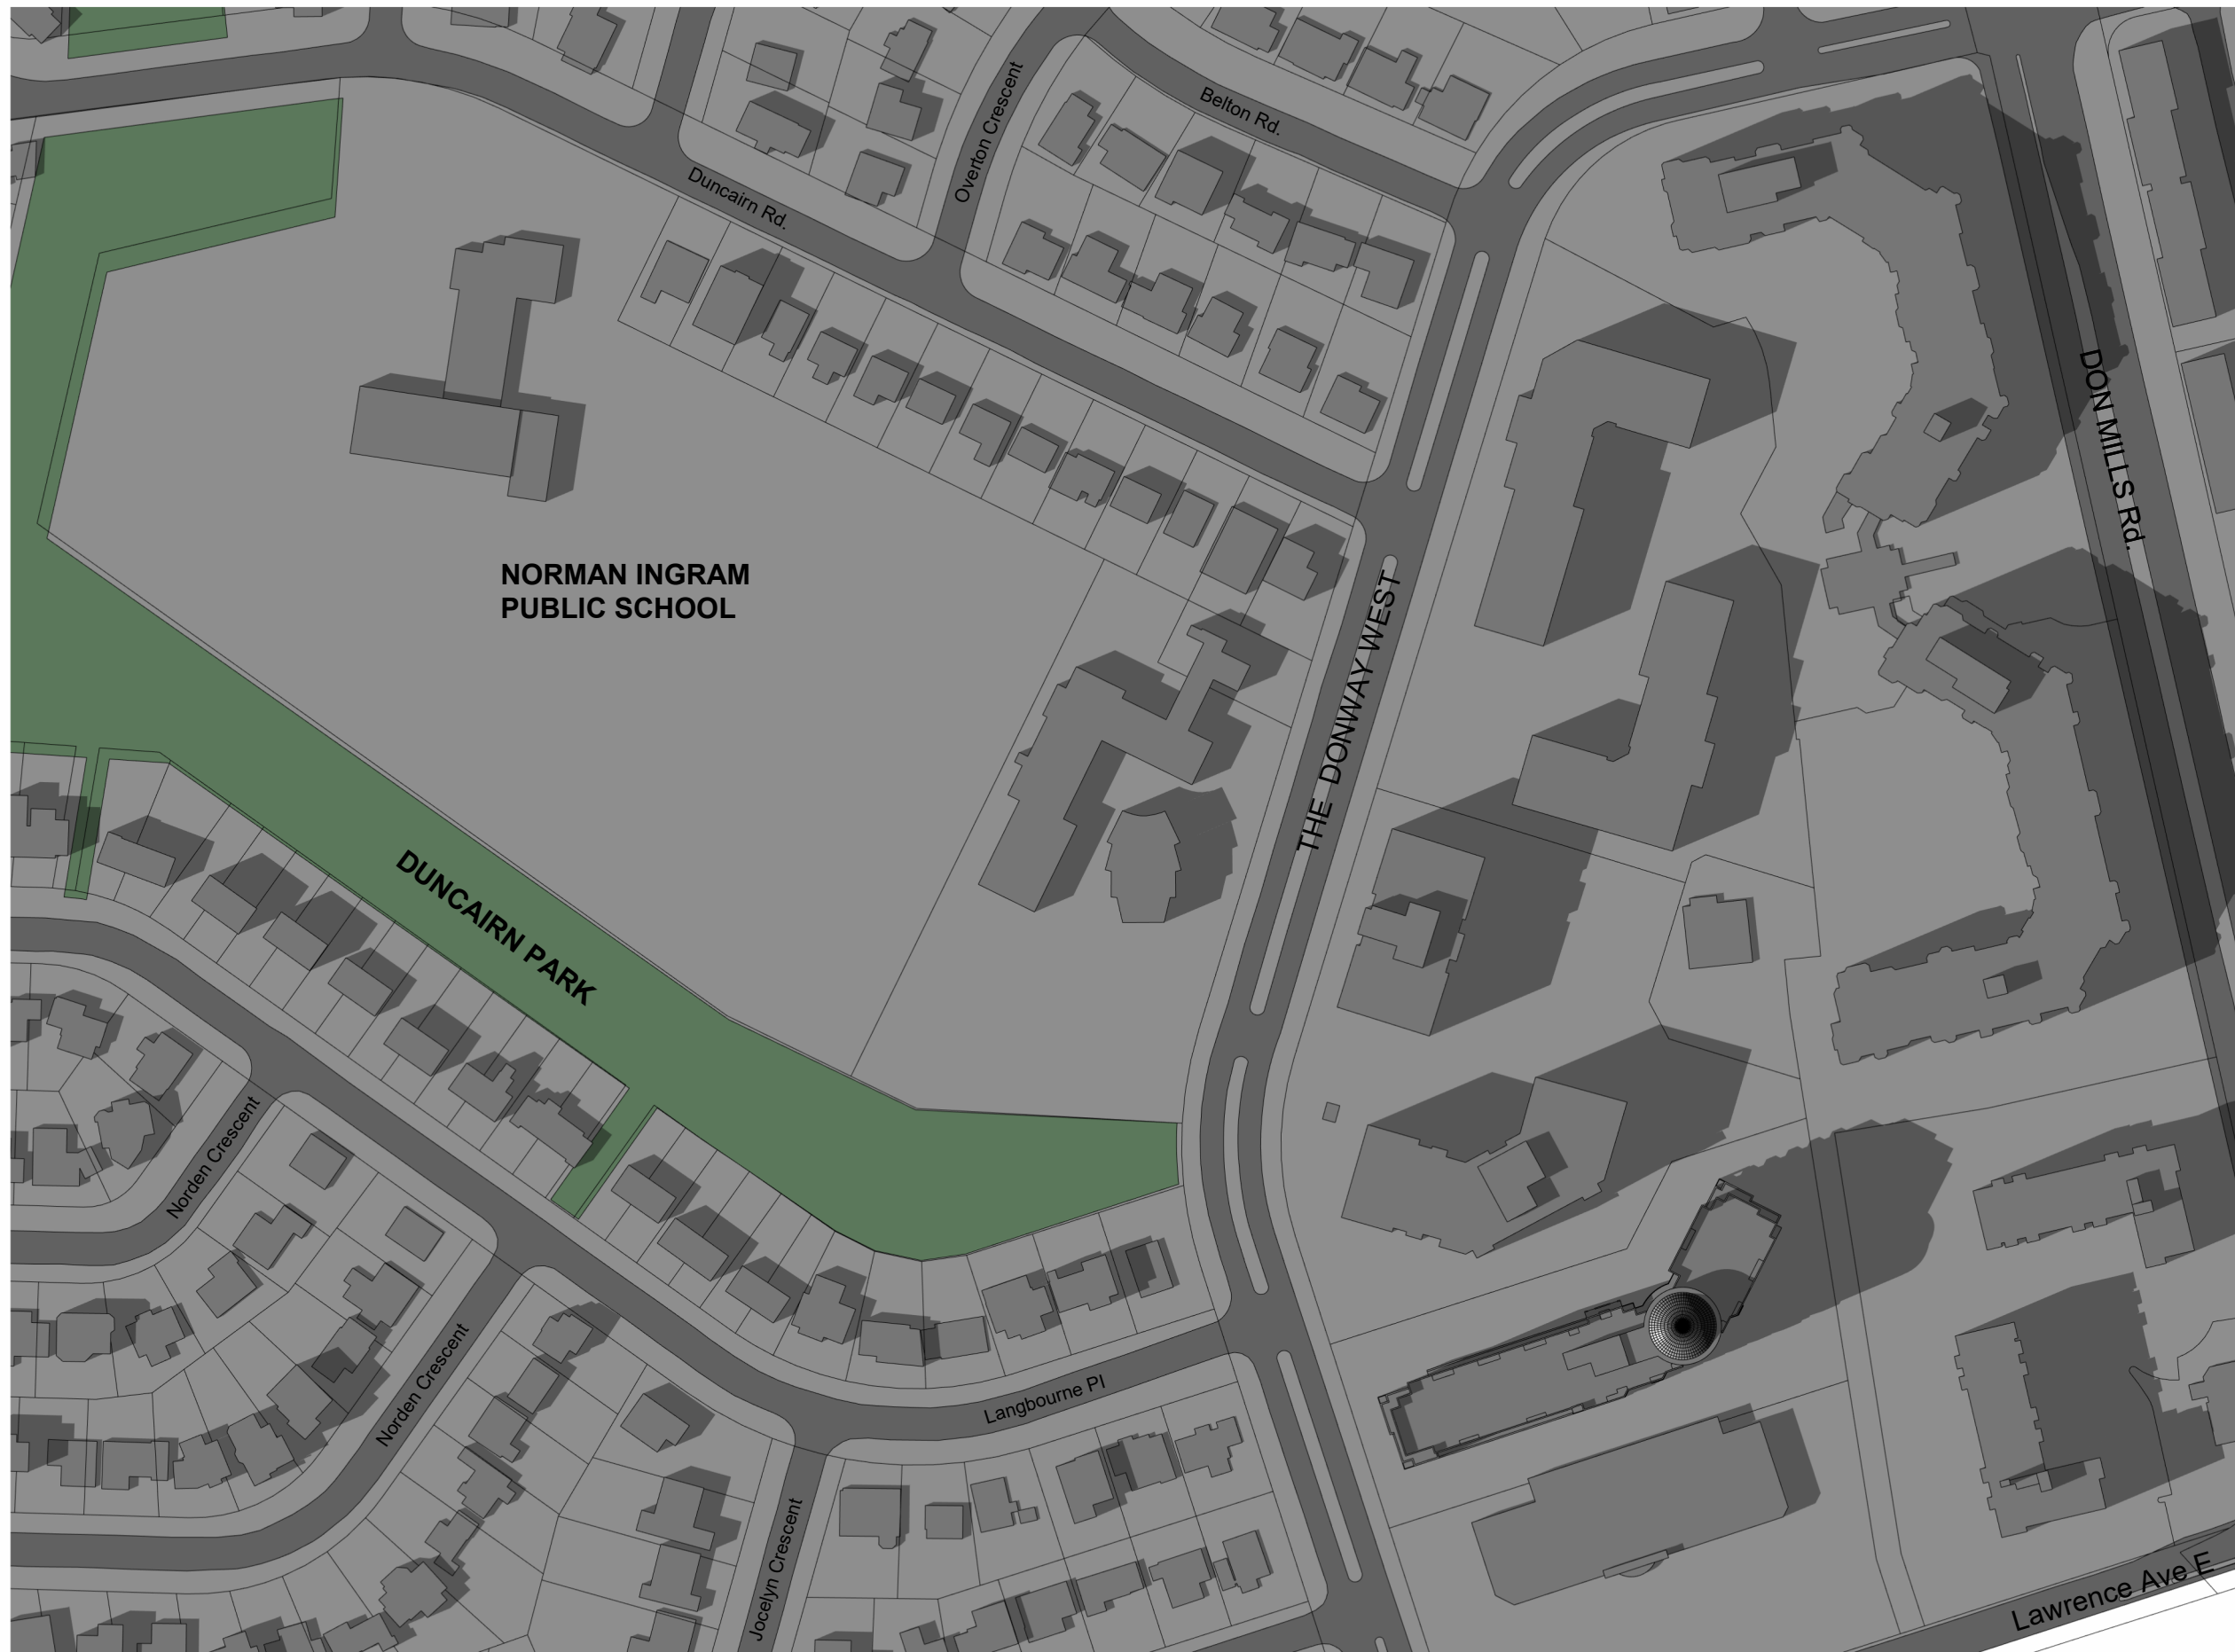 Belton Rd.
Overton Crescent
Duncairn Rd.
DON MILLS Rd.
NORMAN INGRAM
PUBLIC SCHOOL
THE DONWAY WEST
DUNCAIRN PARK
Norden Crescent
Norden Crescent
Langbourne Pl
Jocelyn Crescent
Lawrence Ave E